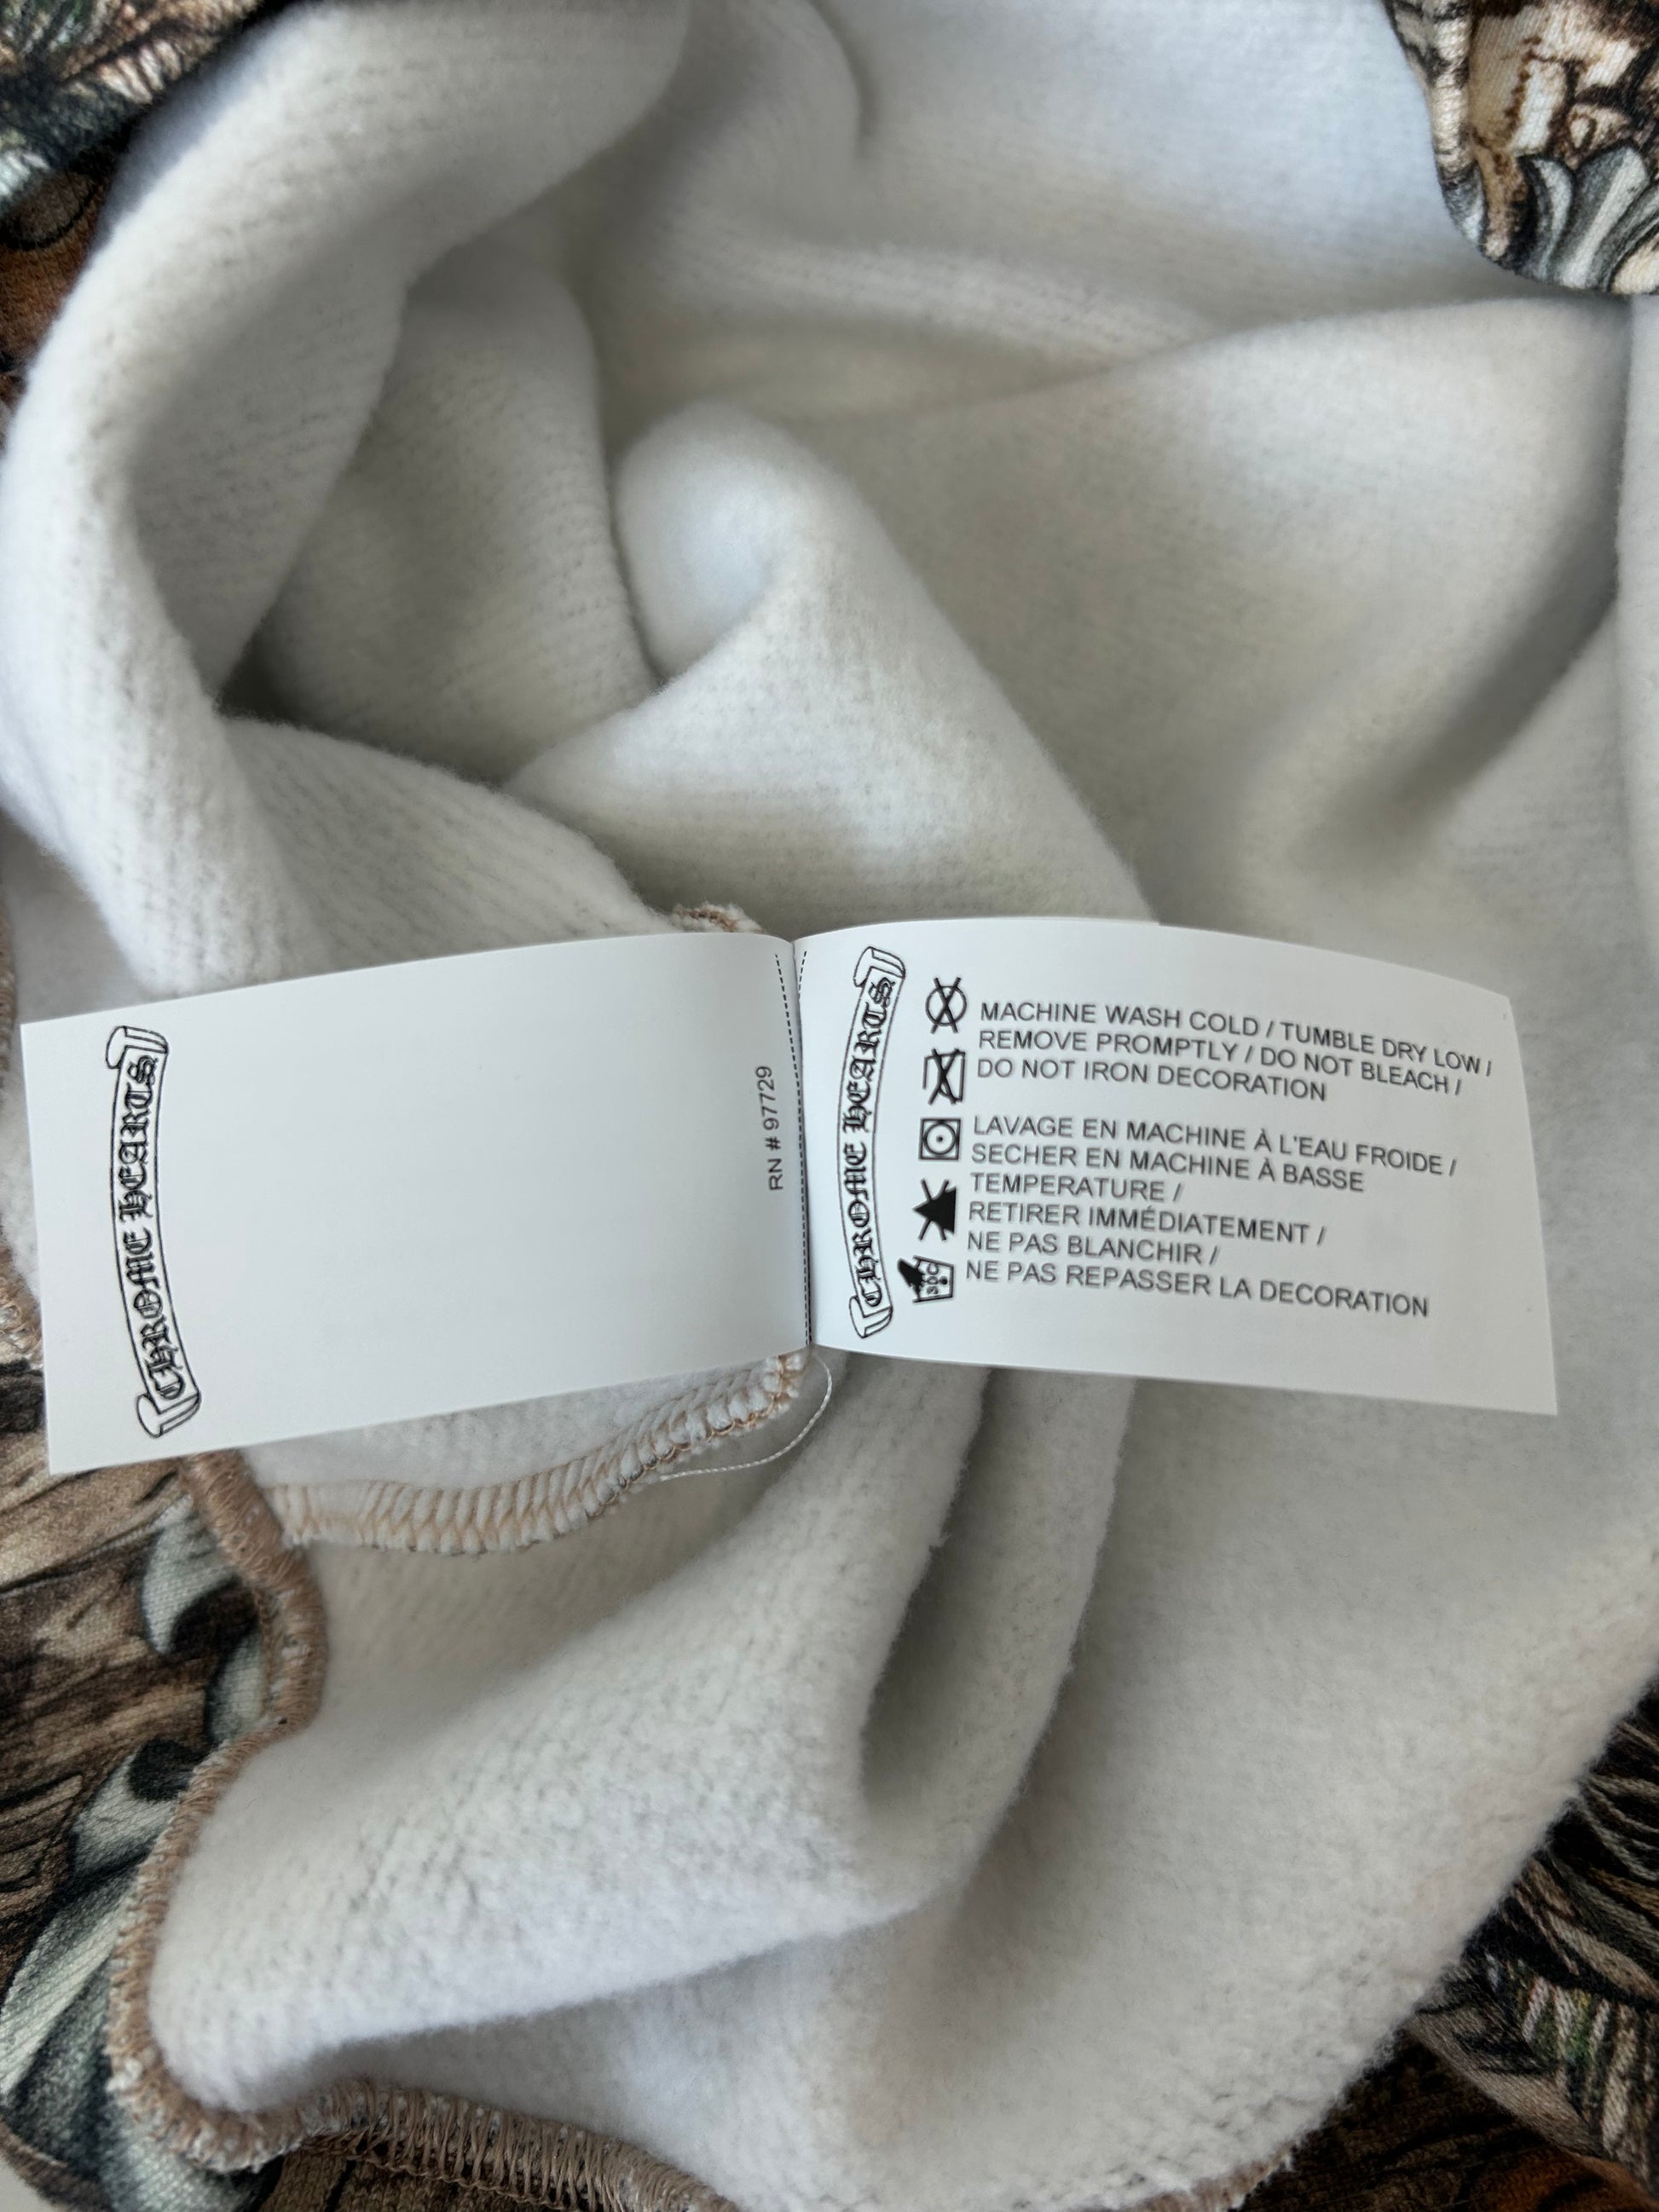 CHROME HEARTS
RN # 97729
CHROME HEARTS
MACHINE WASH COLD / TUMBLE DRY LOW /
REMOVE PROMPTLY / DO NOT BLEACH /
DO NOT IRON DECORATION
LAVAGE EN MACHINE À L'EAU FROIDE /
SECHER EN MACHINE À BASSE
TEMPERATURE /
RETIRER IMMÉDIATEMENT /
NE PAS BLANCHIR /
NE PAS REPASSER LA DECORATION
30C